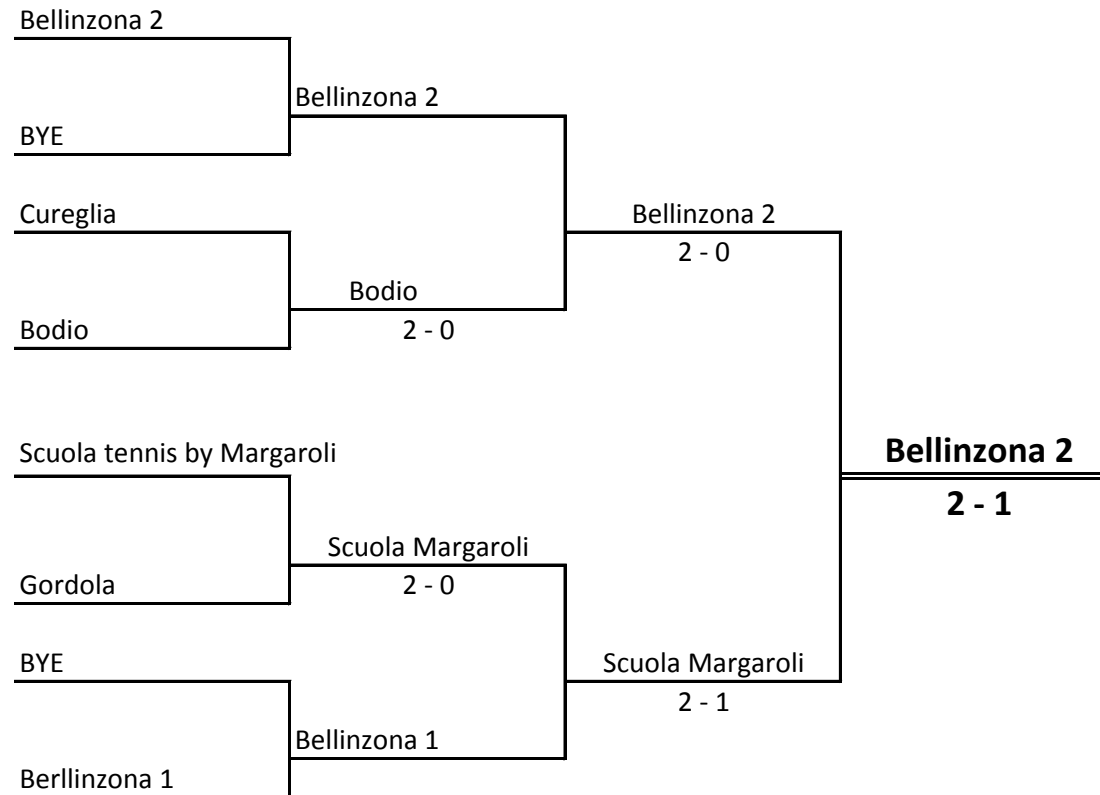 Bellinzona 2
Bellinzona 2
BYE
Cureglia
Bellinzona 2
2 - 0
Bodio
Bodio
2 - 0
Scuola tennis by Margaroli
Bellinzona 2
2 - 1
Scuola Margaroli
Gordola
2 - 0
BYE
Scuola Margaroli
2 - 1
Bellinzona 1
Berllinzona 1